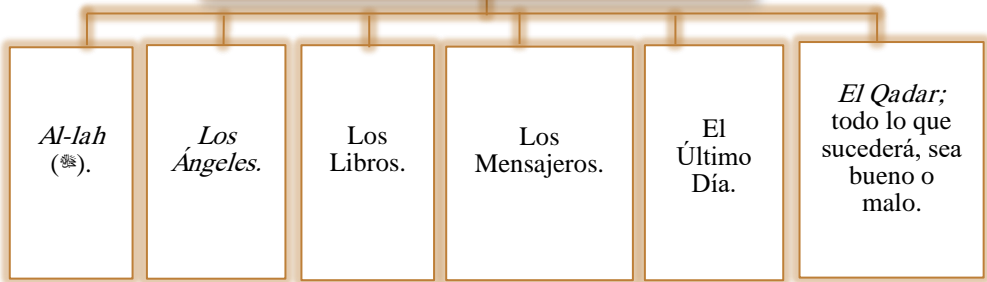 Al-lah
(ﷻ).
Los
Ángeles.
Los
Libros.
Los
Mensajeros.
El
Último
Día.
El Qadar;
todo lo que
sucederá, sea
bueno o
malo.